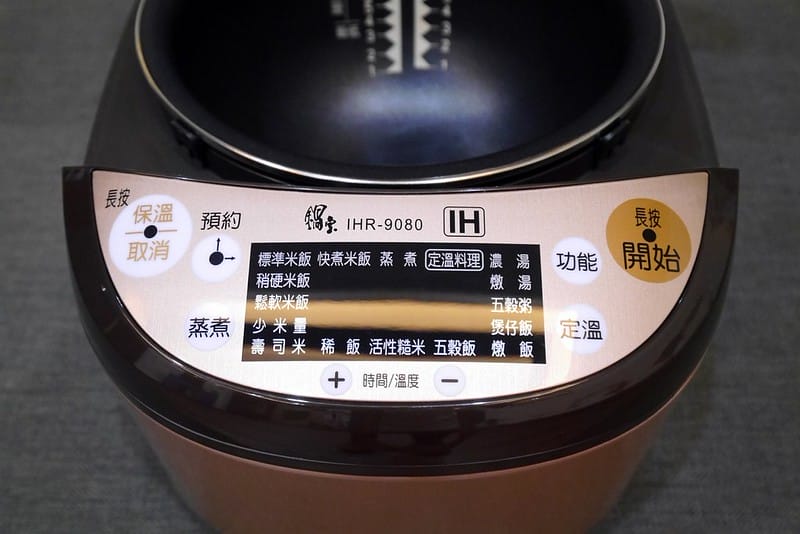 長按
保溫
取消
預約
鍋寶 IHR-9080 IH
長按
開始
標準米飯 快煮米飯 蒸煮 定溫料理 濃湯
功能
稍硬米飯 燉湯
鬆軟米飯 五穀粥
蒸煮
少米量 煲仔飯
定溫
壽司米 稀飯 活性糙米 五穀飯 燉飯
+ 時間/溫度 −